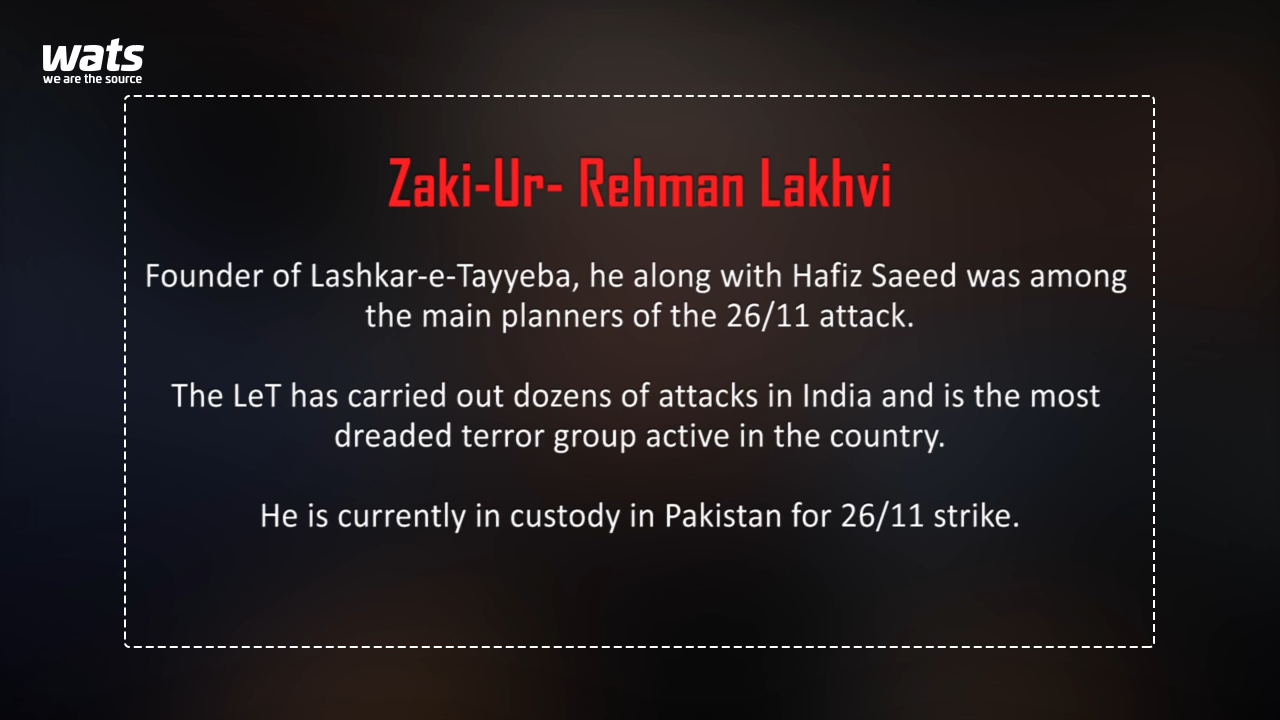 wats
we are the source
Zaki-Ur- Rehman Lakhvi
Founder of Lashkar-e-Tayyeba, he along with Hafiz Saeed was among
the main planners of the 26/11 attack.
The LeT has carried out dozens of attacks in India and is the most
dreaded terror group active in the country.
He is currently in custody in Pakistan for 26/11 strike.